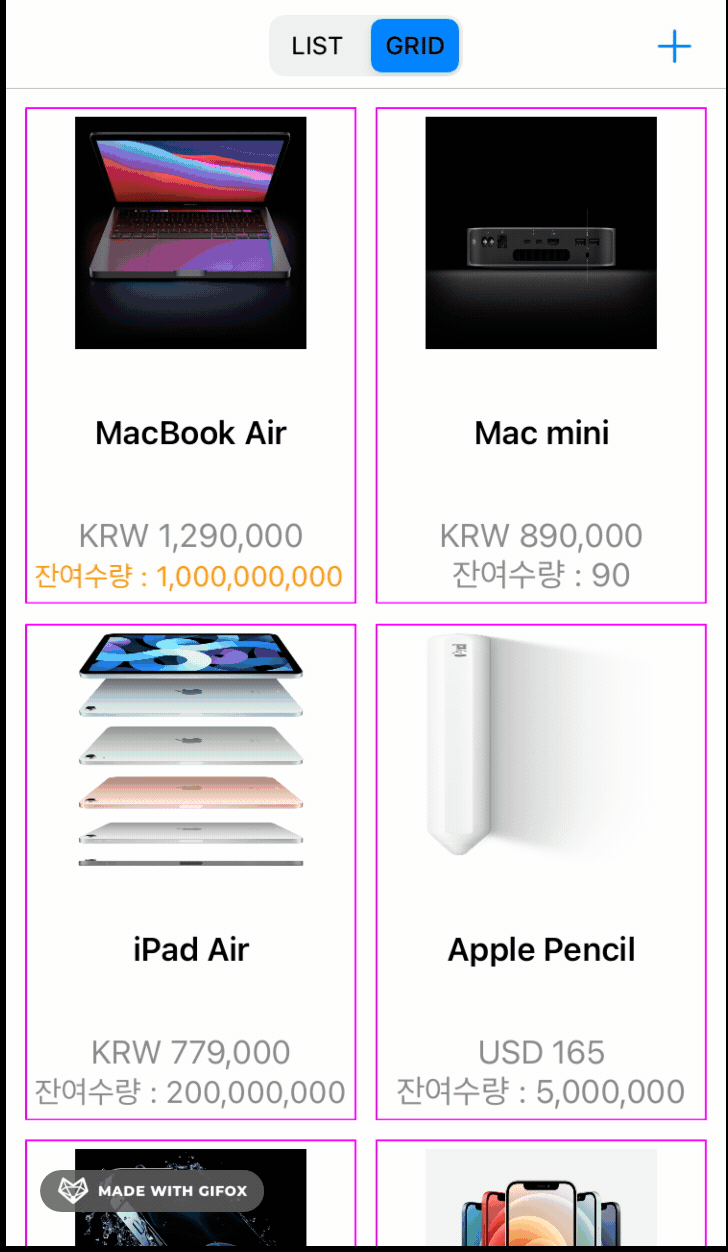 LIST
GRID
+
MacBook Air
KRW 1,290,000
잔여수량 : 1,000,000,000
Mac mini
KRW 890,000
잔여수량 : 90
iPad Air
KRW 779,000
잔여수량 : 200,000,000
Apple Pencil
USD 165
잔여수량 : 5,000,000
MADE WITH GIFOX